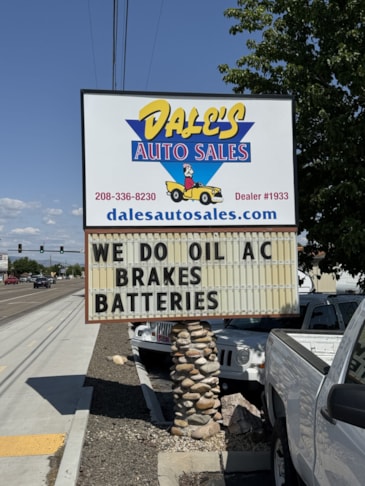 DALE'S
AUTO SALES
208-336-8230 Dealer #1933
dalesautosales.com
WE DO OIL AC
BRAKES
BATTERIES